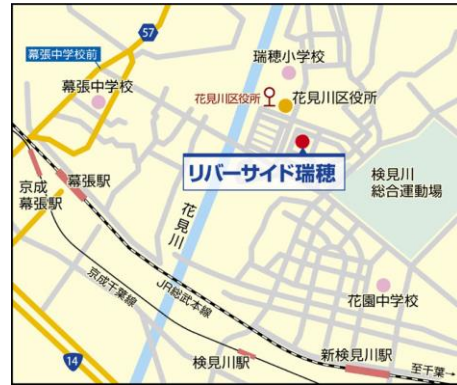 57
幕張中学校前
幕張中学校
瑞穂小学校
花見川区役所
花見川区役所
リバーサイド瑞穂
検見川
総合運動場
京成
幕張駅
幕張駅
花見川
京成千葉線
JR総武本線
花園中学校
14
検見川駅
新検見川駅
至千葉→